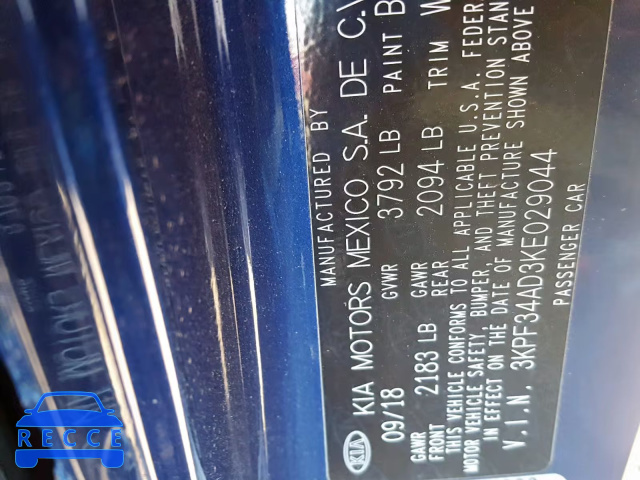 MANUFACTURED BY
KIA KIA MOTORS MEXICO S.A. DE C.V
09/18 GVWR 3792 LB PAINT B
GAWR FRONT 2183 LB GAWR REAR 2094 LB TRIM W
THIS VEHICLE CONFORMS TO ALL APPLICABLE U.S.A. FEDER
MOTOR VEHICLE SAFETY, BUMPER, AND THEFT PREVENTION STAN
IN EFFECT ON THE DATE OF MANUFACTURE SHOWN ABOVE
V.I.N. 3KPF34AD3KE029044
PASSENGER CAR
RECCE